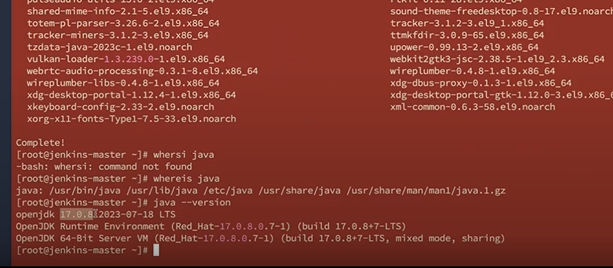 shared-mime-info-2.1-5.el9.x86_64 sound-theme-freedesktop-0.8-17.el9.noarch
totem-pl-parser-3.26.6-2.el9.x86_64 tracker-3.1.2-3.el9_1.x86_64
tracker-miners-3.1.2-3.el9.x86_64 ttmkfdir-3.0.9-65.el9.x86_64
tzdata-java-2023c-1.el9.noarch upower-0.99.13-2.el9.x86_64
vulkan-loader-1.3.239.0-1.el9.x86_64 webkit2gtk3-jsc-2.38.5-1.el9_2.3.x86_64
webrtc-audio-processing-0.3.1-8.el9.x86_64 wireplumber-0.4.8-1.el9.x86_64
wireplumber-libs-0.4.8-1.el9.x86_64 xdg-dbus-proxy-0.1.3-1.el9.x86_64
xdg-desktop-portal-1.12.4-1.el9.x86_64 xdg-desktop-portal-gtk-1.12.0-3.el9.x86_64
xkeyboard-config-2.33-2.el9.noarch xml-common-0.6.3-58.el9.noarch
xorg-x11-fonts-Type1-7.5-33.el9.noarch
Complete!
[root@jenkins-master ~]# whersi java
-bash: whersi: command not found
[root@jenkins-master ~]# whereis java
java: /usr/bin/java /usr/lib/java /etc/java /usr/share/java /usr/share/man/man1/java.1.gz
[root@jenkins-master ~]# java --version
openjdk 17.0.8 2023-07-18 LTS
OpenJDK Runtime Environment (Red_Hat-17.0.8.0.7-1) (build 17.0.8+7-LTS)
OpenJDK 64-Bit Server VM (Red_Hat-17.0.8.0.7-1) (build 17.0.8+7-LTS, mixed mode, sharing)
[root@jenkins-master ~]#